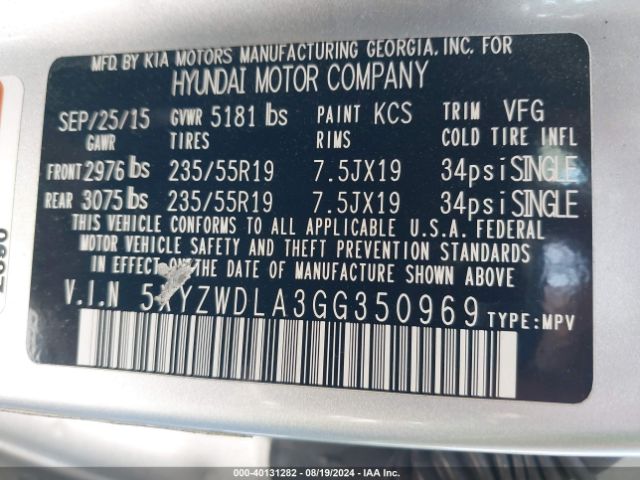 MFD. BY KIA MOTORS MANUFACTURING GEORGIA, INC. FOR
HYUNDAI MOTOR COMPANY
SEP/25/15 GVWR 5181 lbs PAINT KCS TRIM VFG
GAWR TIRES RIMS COLD TIRE INFL
FRONT 2976 lbs 235/55R19 7.5JX19 34psi SINGLE
REAR 3075 lbs 235/55R19 7.5JX19 34psi SINGLE
THIS VEHICLE CONFORMS TO ALL APPLICABLE U.S.A. FEDERAL
MOTOR VEHICLE SAFETY AND THEFT PREVENTION STANDARDS
IN EFFECT ON THE DATE OF MANUFACTURE SHOWN ABOVE.
V.I.N 5XYZWDLA3GG350969 TYPE:MPV
000-40131282 - 08/19/2024 - IAA Inc.